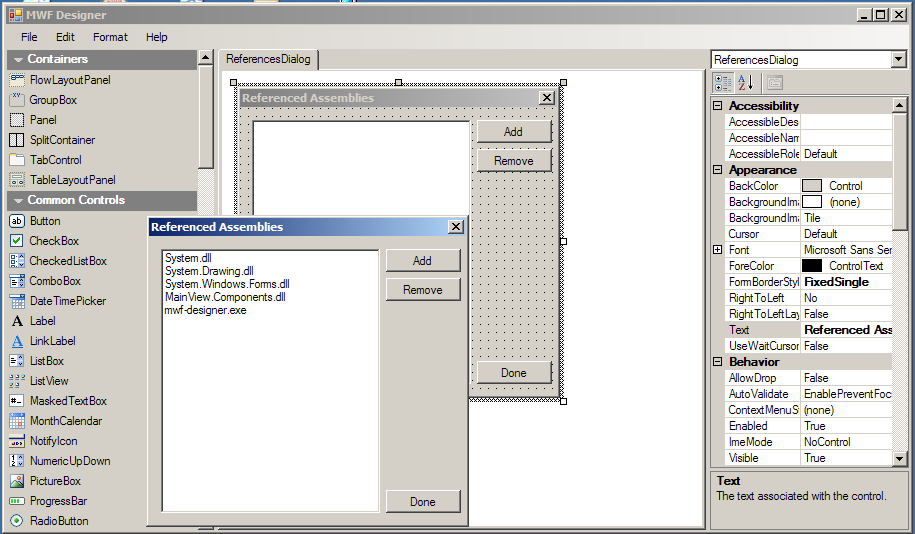 MWF Designer
File Edit Format Help
Containers
FlowLayoutPanel
GroupBox
Panel
SplitContainer
TabControl
TableLayoutPanel
Common Controls
Button
CheckBox
CheckedListBox
ComboBox
DateTimePicker
Label
LinkLabel
ListBox
ListView
MaskedTextBox
MonthCalendar
NotifyIcon
NumericUpDown
PictureBox
ProgressBar
RadioButton
ReferencesDialog
Referenced Assemblies
Add
Remove
Done
Referenced Assemblies
System.dll
System.Drawing.dll
System.Windows.Forms.dll
MainView.Components.dll
mwf-designer.exe
Add
Remove
Done
ReferencesDialog
Accessibility
AccessibleDes
AccessibleNam
AccessibleRole Default
Appearance
BackColor Control
BackgroundIma (none)
BackgroundIma Tile
Cursor Default
Font Microsoft Sans Ser
ForeColor ControlText
FormBorderStyl FixedSingle
RightToLeft No
RightToLeftLay False
Text Referenced Ass
UseWaitCursor False
Behavior
AllowDrop False
AutoValidate EnablePreventFoc
ContextMenuS (none)
Enabled True
ImeMode NoControl
Visible True
Text
The text associated with the control.